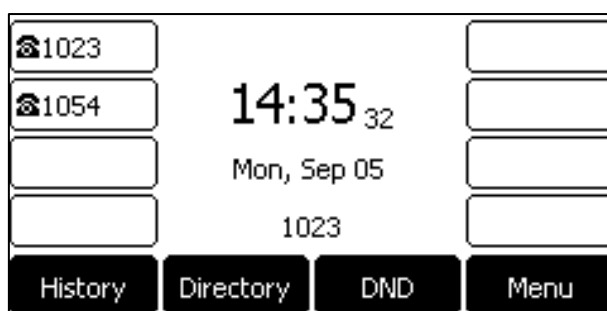 ☎1023
☎1054
14:35 32
Mon, Sep 05
1023
History Directory DND Menu